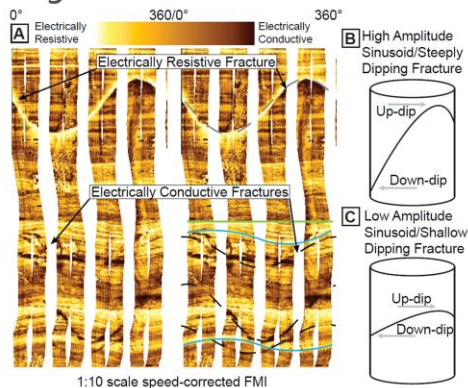 0° 360/0° 360°
A Electrically Resistive Electrically Conductive
Electrically Resistive Fracture
Electrically Conductive Fractures
1:10 scale speed-corrected FMI
B High Amplitude
Sinusoid/Steeply
Dipping Fracture
Up-dip
Down-dip
C Low Amplitude
Sinusoid/Shallow
Dipping Fracture
Up-dip
Down-dip